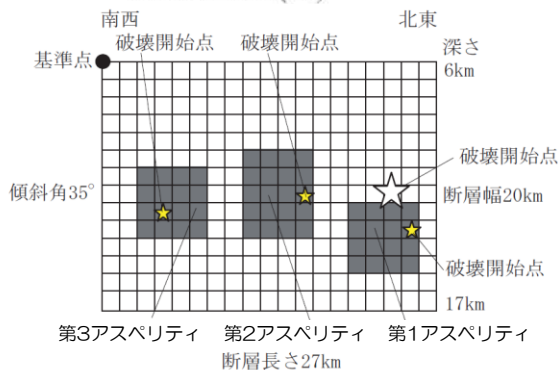 南西
北東
破壊開始点
破壊開始点
基準点
深さ
6km
破壊開始点
傾斜角35°
断層幅20km
破壊開始点
17km
第3アスペリティ
第2アスペリティ
第1アスペリティ
断層長さ27km